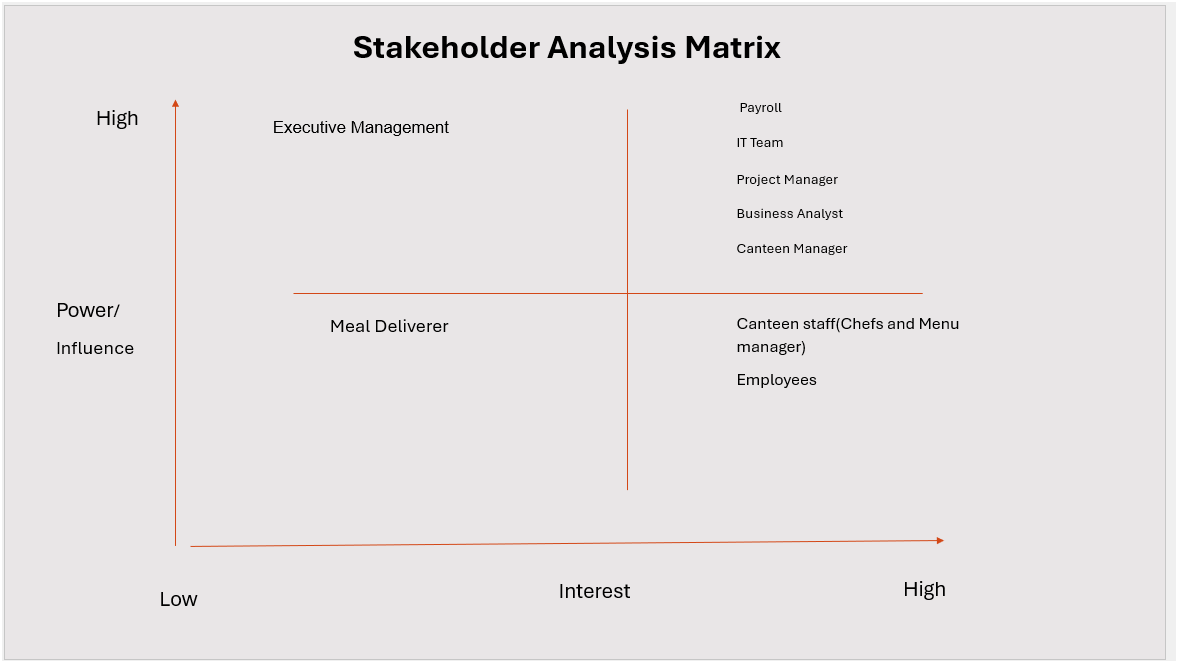 Stakeholder Analysis Matrix
High
Executive Management
Payroll
IT Team
Project Manager
Business Analyst
Canteen Manager
Power/
Influence
Meal Deliverer
Canteen staff(Chefs and Menu
manager)
Employees
Low
Interest
High